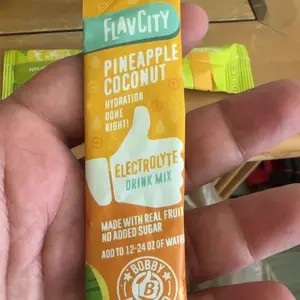 FLAVCITY
PINEAPPLE
COCONUT
HYDRATION
DONE
RIGHT!
ELECTROLYTE
DRINK MIX
MADE WITH REAL FRUIT
NO ADDED SUGAR
ADD TO 12-24 OZ OF WATER
BOBBY
B